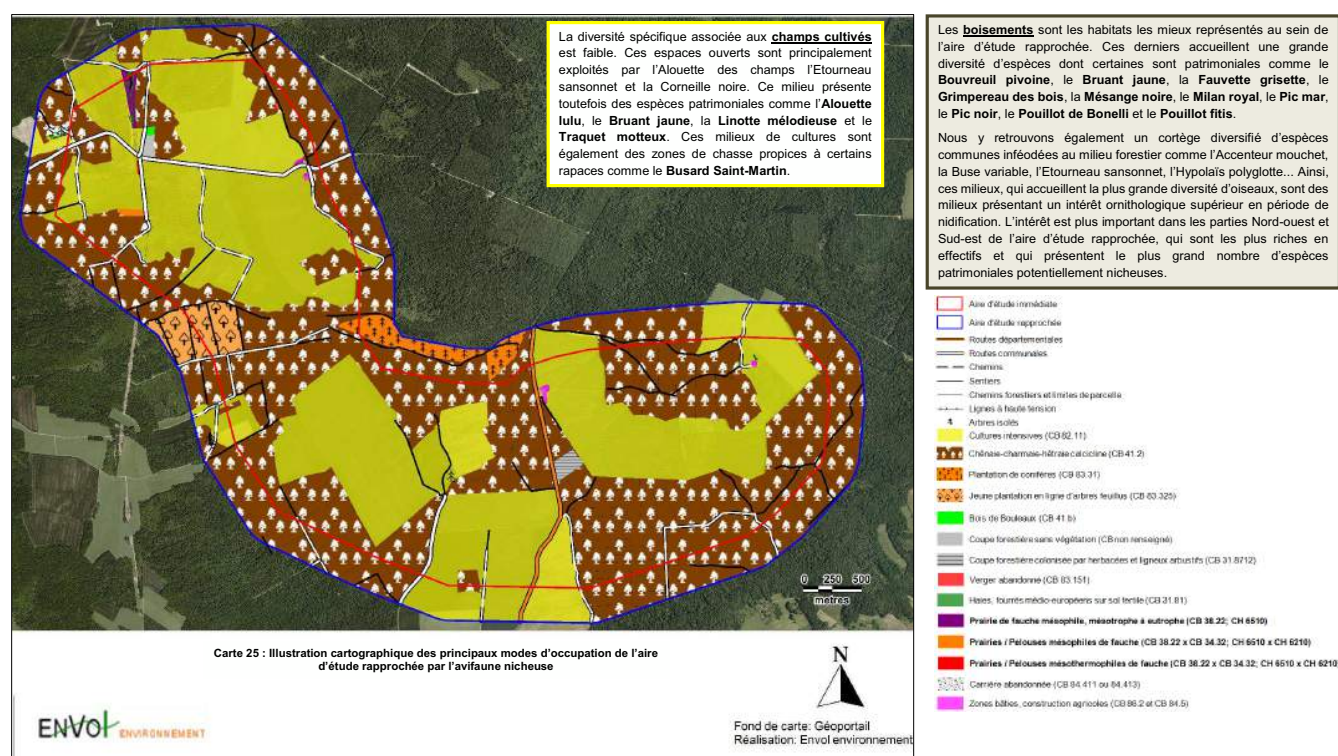 La diversité spécifique associée aux champs cultivés
est faible. Ces espaces ouverts sont principalement
exploités par l'Alouette des champs l'Etourneau
sansonnet et la Corneille noire. Ce milieu présente
toutefois des espèces patrimoniales comme l'Alouette
lulu, le Bruant jaune, la Linotte mélodieuse et le
Traquet motteux. Ces milieux de cultures sont
également des zones de chasse propices à certains
rapaces comme le Busard Saint-Martin.
Les boisements sont les habitats les mieux représentés au sein de
l'aire d'étude rapprochée. Ces derniers accueillent une grande
diversité d'espèces dont certaines sont patrimoniales comme le
Bouvreuil pivoine, le Bruant jaune, la Fauvette grisette, le
Grimpereau des bois, la Mésange noire, le Milan royal, le Pic mar,
le Pic noir, le Pouillot de Bonelli et le Pouillot fitis.
Nous y retrouvons également un cortège diversifié d'espèces
communes inféodées au milieu forestier comme l'Accenteur mouchet,
la Buse variable, l'Etourneau sansonnet, l'Hypolaïs polyglotte... Ainsi,
ces milieux, qui accueillent la plus grande diversité d'oiseaux, sont des
milieux présentant un intérêt ornithologique supérieur en période de
nidification. L'intérêt est plus important dans les parties Nord-ouest et
Sud-est de l'aire d'étude rapprochée, qui sont les plus riches en
effectifs et qui présentent le plus grand nombre d'espèces
patrimoniales potentiellement nicheuses.
Aire d'étude immédiate
Aire d'étude rapprochée
Routes départementales
Routes communales
Chemins
Sentiers
Chemins forestiers et limites de parcelle
Lignes à haute tension
Arbres isolés
Cultures intensives (CB 82.11)
Chênaie-charmaie-hêtraie calcicline (CB 41.2)
Plantation de conifères (CB 83.31)
Jeune plantation en ligne d'arbres feuillus (CB 83.325)
Bois de Bouleaux (CB 41.b)
Coupe forestière sans végétation (CB non renseigné)
Coupe forestière colonisée par herbacées et ligneux arbustifs (CB 31.8712)
Verger abandonné (CB 83.151)
Haies, fourrés médio-européens sur sol fertile (CB 31.81)
Prairie de fauche mésophile, mésotrophe à eutrophe (CB 38.22; CH 6510)
Prairies / Pelouses mésophiles de fauche (CB 38.22 x CB 34.32; CH 6510 x CH 6210)
Prairies / Pelouses mésothermophiles de fauche (CB 38.22 x CB 34.32; CH 6510 x CH 6210)
Carrière abandonnée (CB 84.411 ou 84.413)
Zones bâties, construction agricoles (CB 86.2 et CB 84.5)
0 250 500
mètres
Carte 25 : Illustration cartographique des principaux modes d'occupation de l'aire
d'étude rapprochée par l'avifaune nicheuse
N
ENVOL ENVIRONNEMENT
Fond de carte: Géoportail
Réalisation: Envol environnement